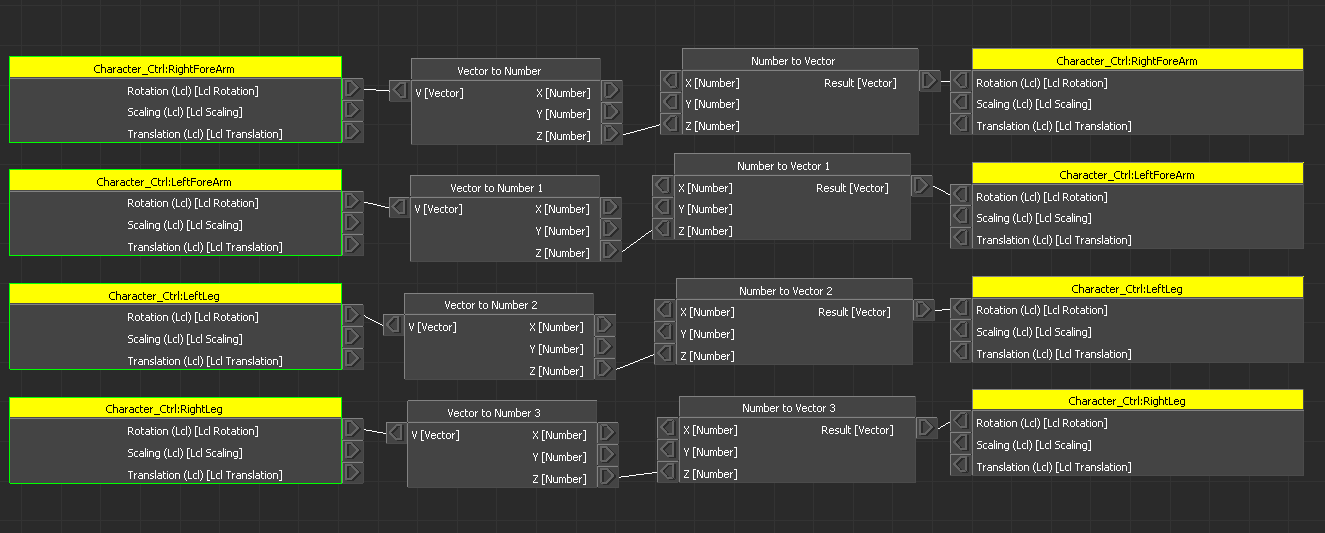 Character_Ctrl:RightForeArm
Rotation (Lcl) [Lcl Rotation]
Scaling (Lcl) [Lcl Scaling]
Translation (Lcl) [Lcl Translation]
Vector to Number
V [Vector] X [Number]
Y [Number]
Z [Number]
Number to Vector
X [Number] Result [Vector]
Y [Number]
Z [Number]
Character_Ctrl:RightForeArm
Rotation (Lcl) [Lcl Rotation]
Scaling (Lcl) [Lcl Scaling]
Translation (Lcl) [Lcl Translation]
Character_Ctrl:LeftForeArm
Rotation (Lcl) [Lcl Rotation]
Scaling (Lcl) [Lcl Scaling]
Translation (Lcl) [Lcl Translation]
Vector to Number 1
V [Vector] X [Number]
Y [Number]
Z [Number]
Number to Vector 1
X [Number] Result [Vector]
Y [Number]
Z [Number]
Character_Ctrl:LeftForeArm
Rotation (Lcl) [Lcl Rotation]
Scaling (Lcl) [Lcl Scaling]
Translation (Lcl) [Lcl Translation]
Character_Ctrl:LeftLeg
Rotation (Lcl) [Lcl Rotation]
Scaling (Lcl) [Lcl Scaling]
Translation (Lcl) [Lcl Translation]
Vector to Number 2
V [Vector] X [Number]
Y [Number]
Z [Number]
Number to Vector 2
X [Number] Result [Vector]
Y [Number]
Z [Number]
Character_Ctrl:LeftLeg
Rotation (Lcl) [Lcl Rotation]
Scaling (Lcl) [Lcl Scaling]
Translation (Lcl) [Lcl Translation]
Character_Ctrl:RightLeg
Rotation (Lcl) [Lcl Rotation]
Scaling (Lcl) [Lcl Scaling]
Translation (Lcl) [Lcl Translation]
Vector to Number 3
V [Vector] X [Number]
Y [Number]
Z [Number]
Number to Vector 3
X [Number] Result [Vector]
Y [Number]
Z [Number]
Character_Ctrl:RightLeg
Rotation (Lcl) [Lcl Rotation]
Scaling (Lcl) [Lcl Scaling]
Translation (Lcl) [Lcl Translation]